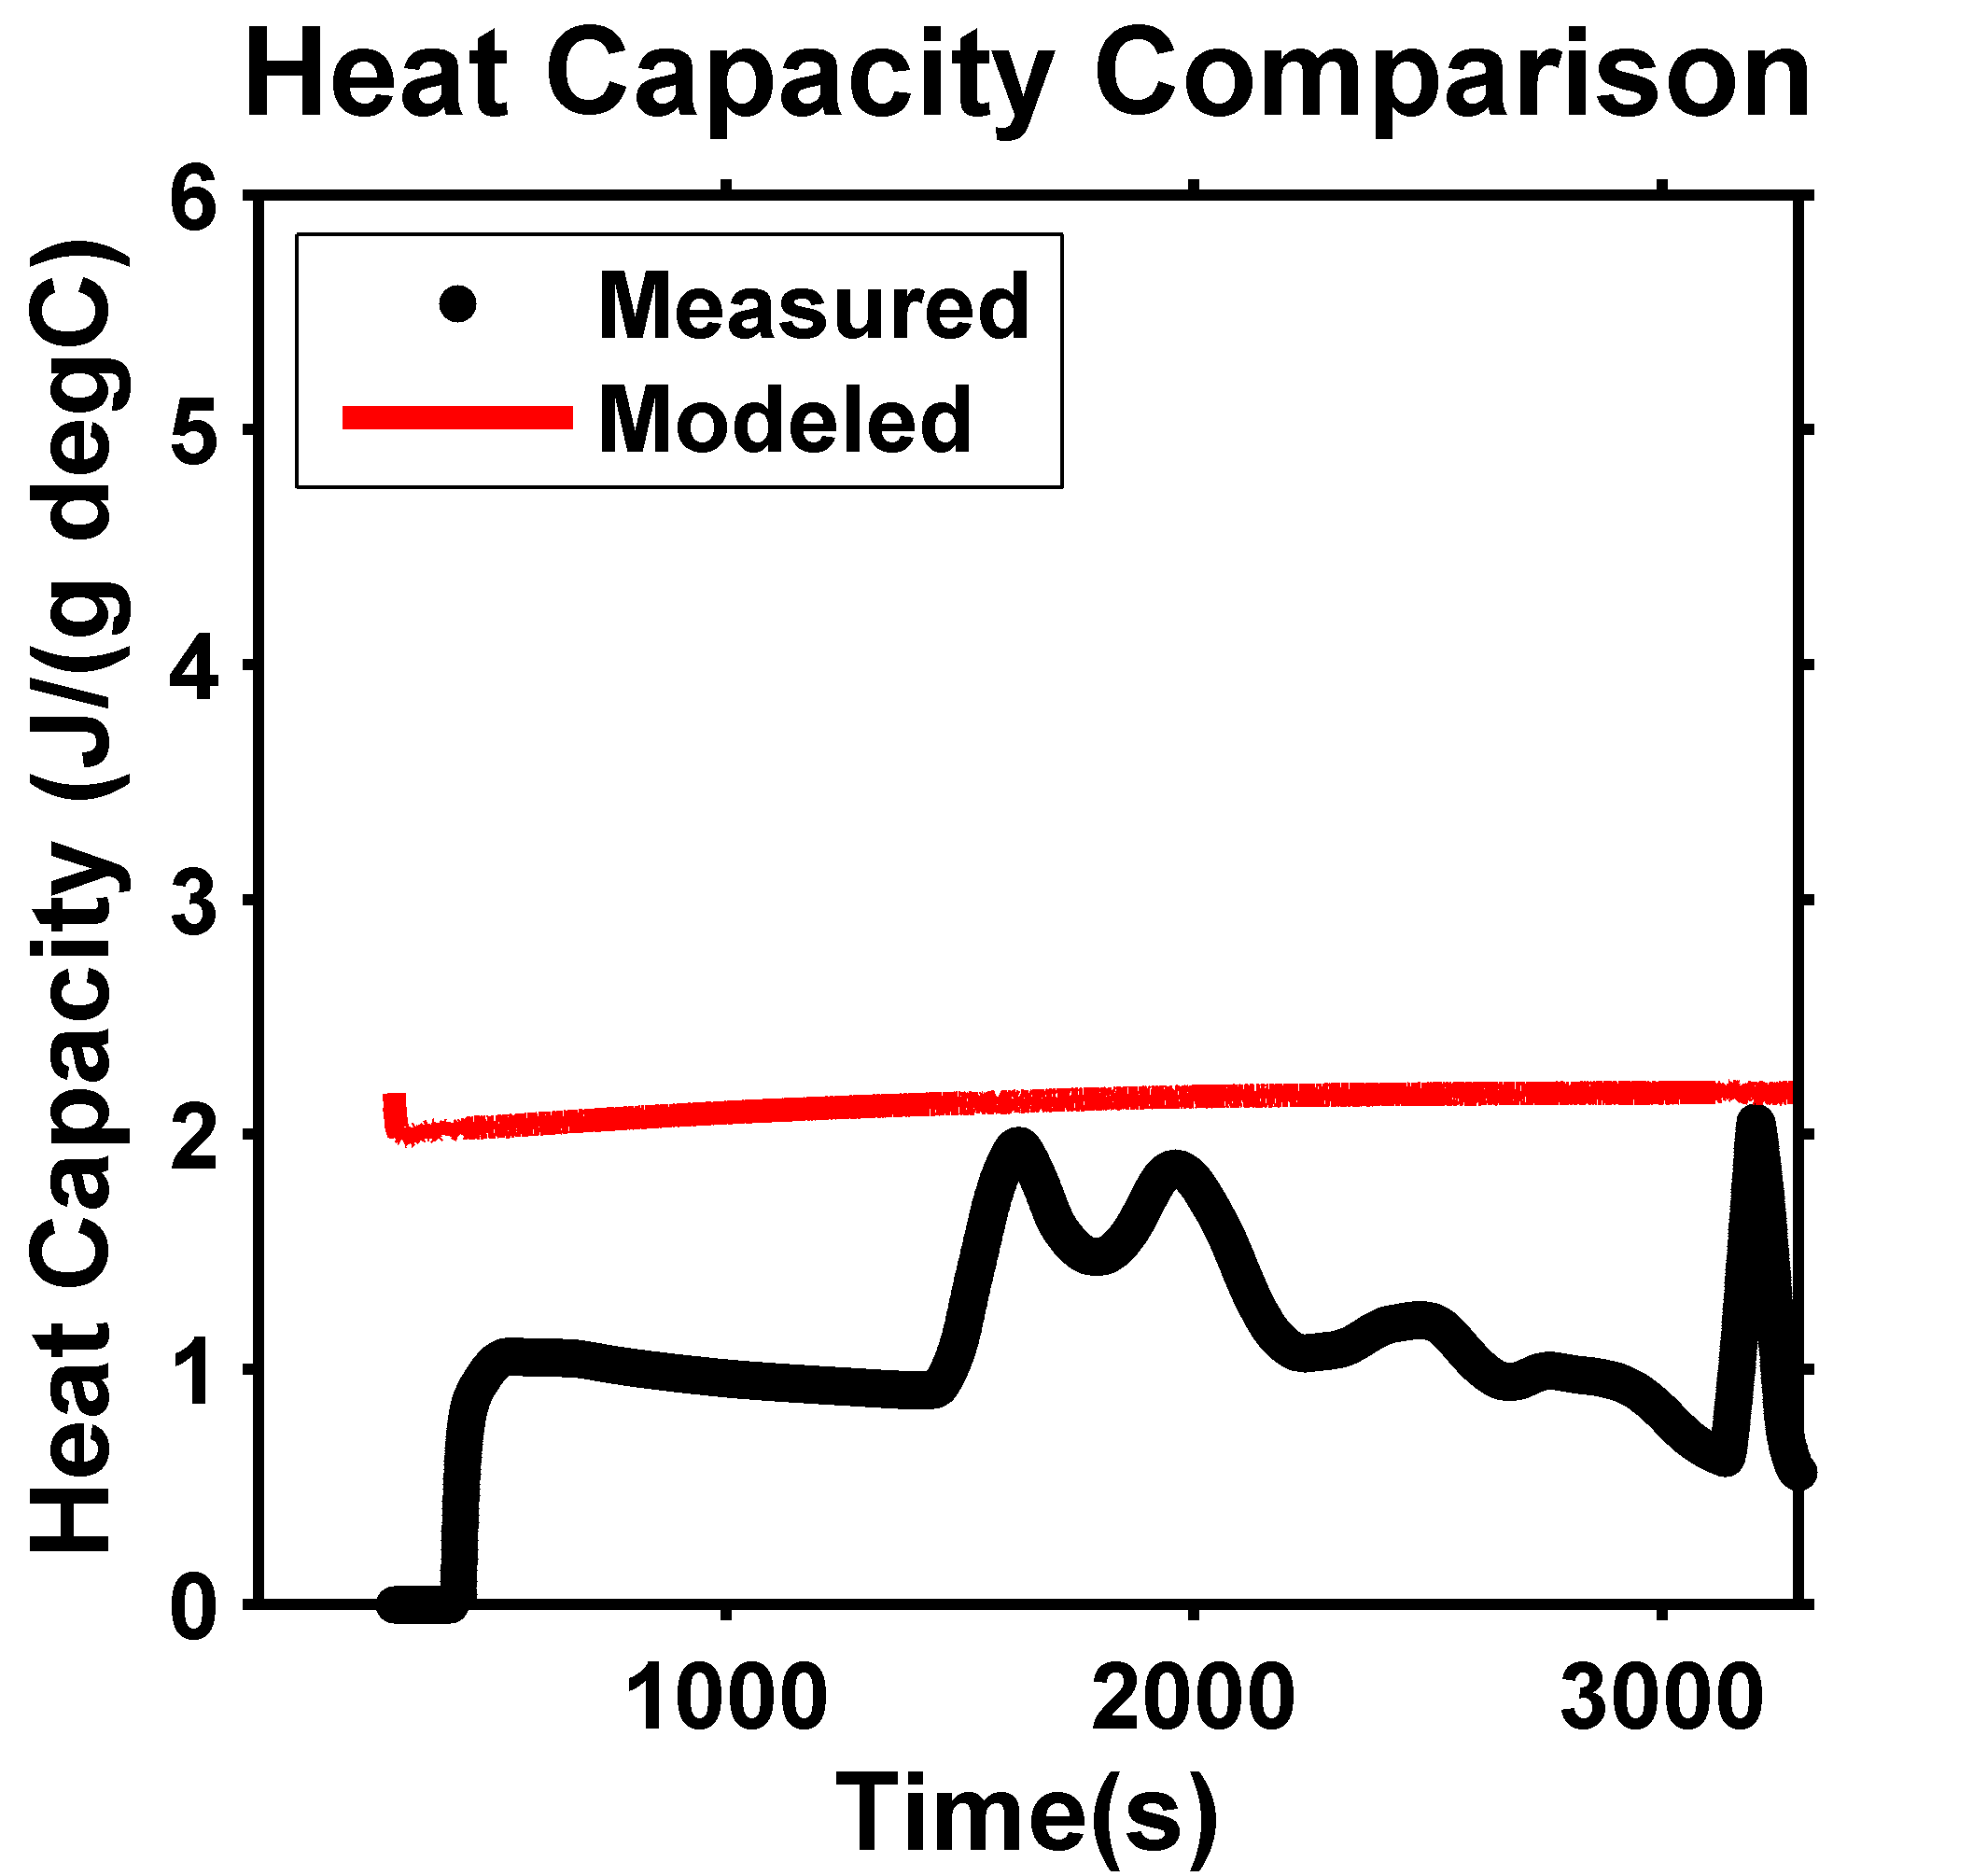 Heat Capacity Comparison
6
5
4
3
2
1
0
Heat Capacity (J/(g degC)
Measured
Modeled
1000 2000 3000
Time(s)